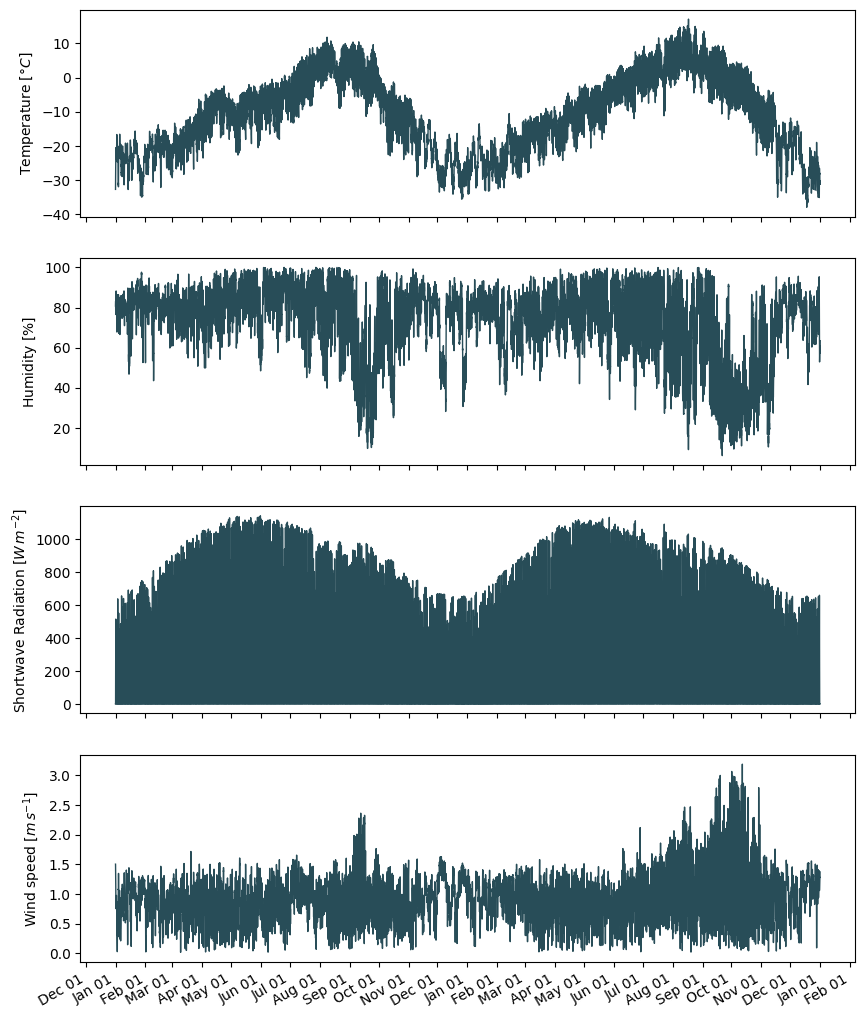 Temperature [°C]
10
0
−10
−20
−30
−40
Humidity [%]
100
80
60
40
20
Shortwave Radiation [W m⁻²]
1000
800
600
400
200
0
Wind speed [m s⁻¹]
3.0
2.5
2.0
1.5
1.0
0.5
0.0
Dec 01
Jan 01
Feb 01
Mar 01
Apr 01
May 01
Jun 01
Jul 01
Aug 01
Sep 01
Oct 01
Nov 01
Dec 01
Jan 01
Feb 01
Mar 01
Apr 01
May 01
Jun 01
Jul 01
Aug 01
Sep 01
Oct 01
Nov 01
Dec 01
Jan 01
Feb 01